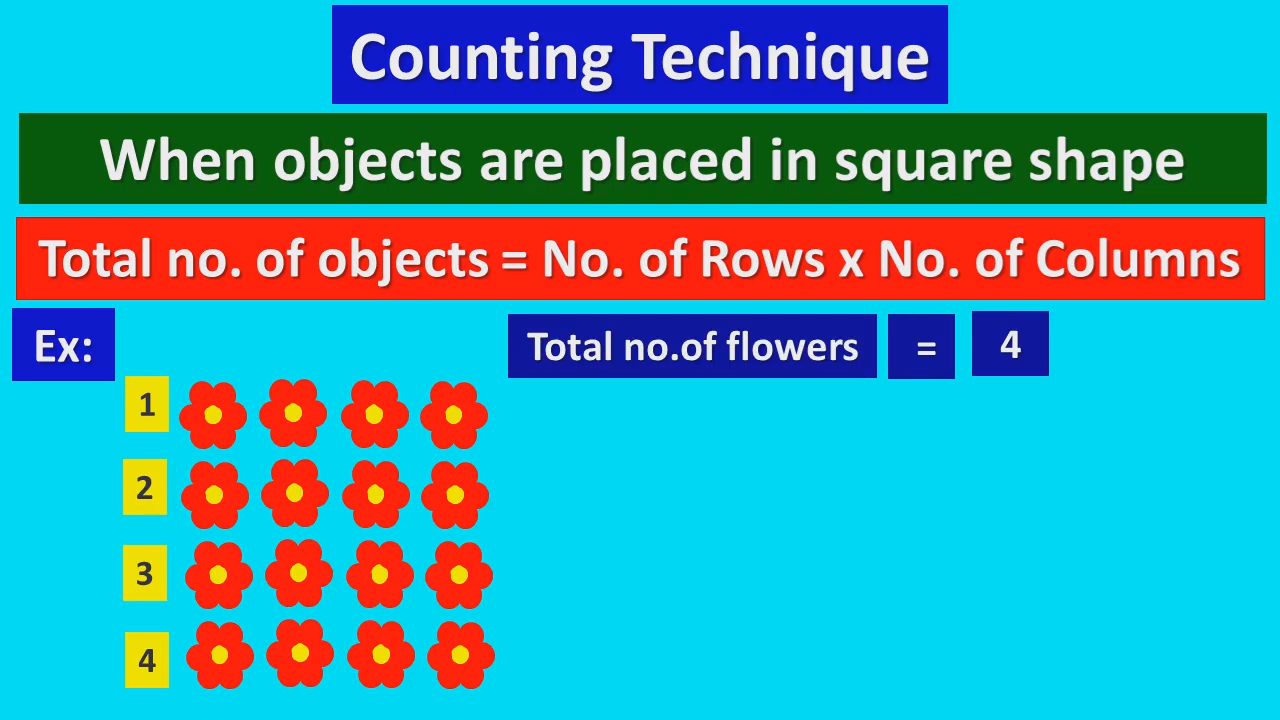 Counting Technique
When objects are placed in square shape
Total no. of objects = No. of Rows x No. of Columns
Ex:
Total no.of flowers = 4
1
2
3
4